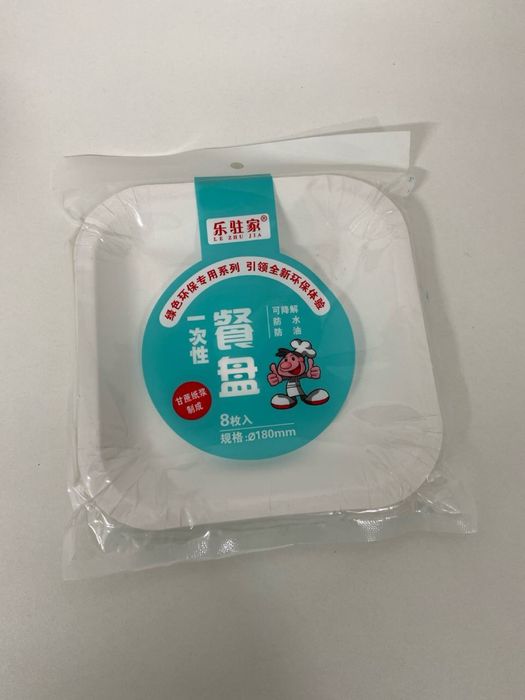 乐驻家®
LE ZHU JIA
绿色环保专用系列 引领全新环保体验
可降解
防水
防油
一次性
餐盘
甘蔗纸浆
制成
8枚入
规格:Ø180mm